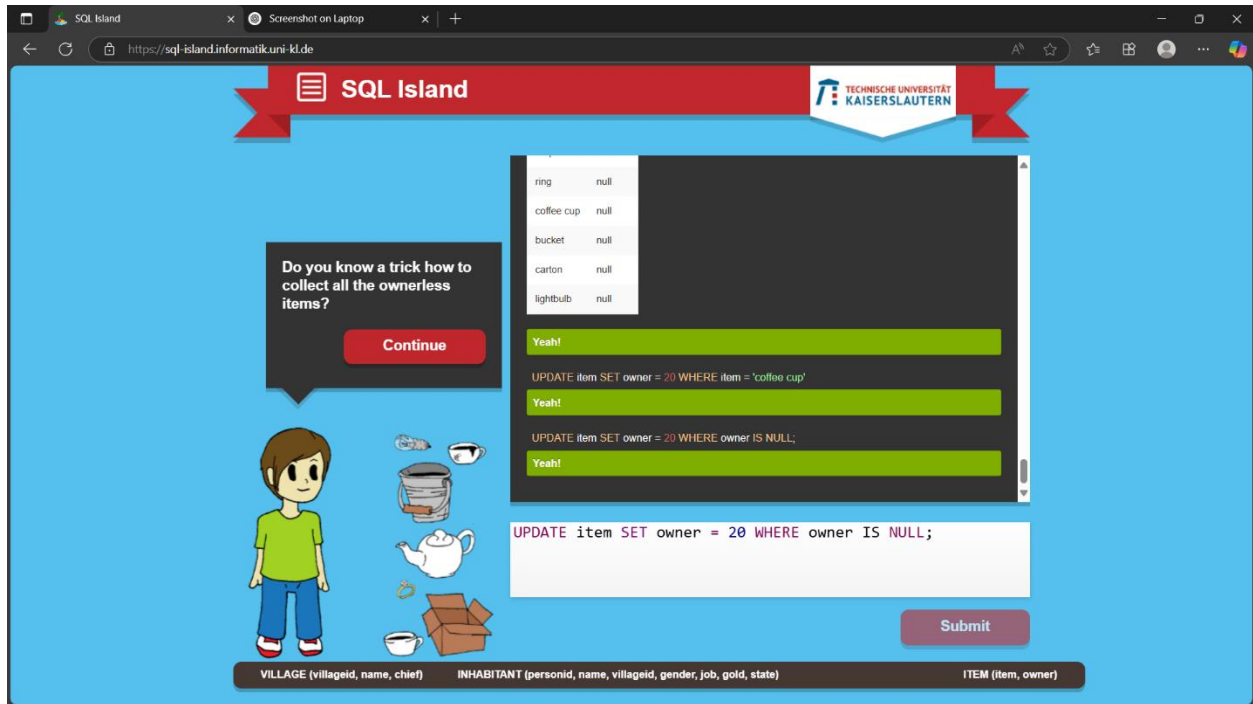 SQL Island
Screenshot on Laptop
https://sql-island.informatik.uni-kl.de
SQL Island
TECHNISCHE UNIVERSITÄT
KAISERSLAUTERN
ring null
coffee cup null
bucket null
carton null
lightbulb null
Do you know a trick how to
collect all the ownerless
items?
Continue
Yeah!
UPDATE item SET owner = 20 WHERE item = 'coffee cup'
Yeah!
UPDATE item SET owner = 20 WHERE owner IS NULL;
Yeah!
UPDATE item SET owner = 20 WHERE owner IS NULL;
Submit
VILLAGE (villageid, name, chief) INHABITANT (personid, name, villageid, gender, job, gold, state) ITEM (item, owner)